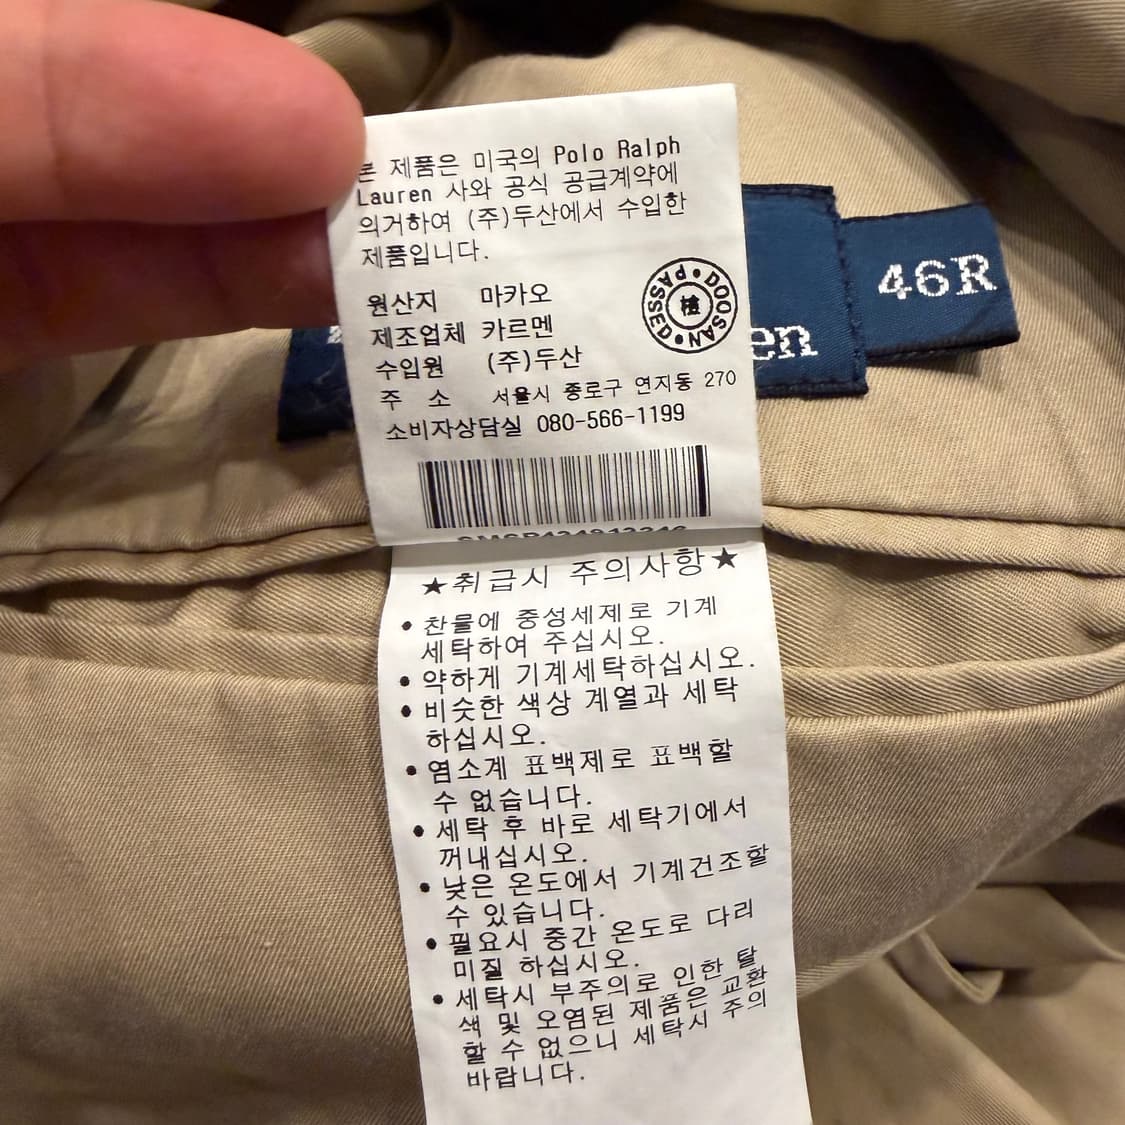 본 제품은 미국의 Polo Ralph
Lauren 사와 공식 공급계약에
의거하여 (주)두산에서 수입한
제품입니다.
원산지 마카오
제조업체 카르멘
수입원 (주)두산
주 소 서울시 종로구 연지동 270
소비자상담실 080-566-1199
PASSED • DOOSAN •
檢
46R
en
★취급시 주의사항★
• 찬물에 중성세제로 기계
세탁하여 주십시오.
• 약하게 기계세탁하십시오.
• 비슷한 색상 계열과 세탁
하십시오.
• 염소계 표백제로 표백할
수 없습니다.
• 세탁 후 바로 세탁기에서
꺼내십시오.
• 낮은 온도에서 기계건조할
수 있습니다.
• 필요시 중간 온도로 다리
미질 하십시오.
• 세탁시 부주의로 인한 탈
색 및 오염된 제품은 교환
할 수 없으니 세탁시 주의
바랍니다.